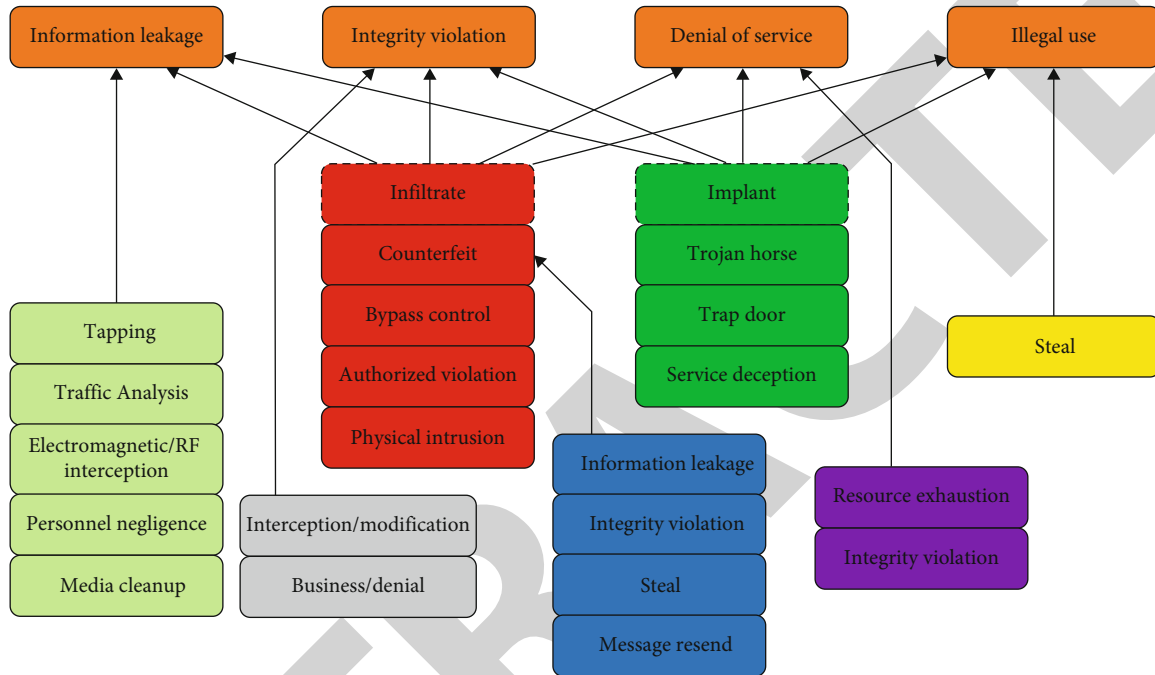 Information leakage
Integrity violation
Denial of service
Illegal use
Infiltrate
Counterfeit
Bypass control
Authorized violation
Physical intrusion
Implant
Trojan horse
Trap door
Service deception
Tapping
Traffic Analysis
Electromagnetic/RF
interception
Personnel negligence
Media cleanup
Steal
Interception/modification
Business/denial
Information leakage
Integrity violation
Steal
Message resend
Resource exhaustion
Integrity violation